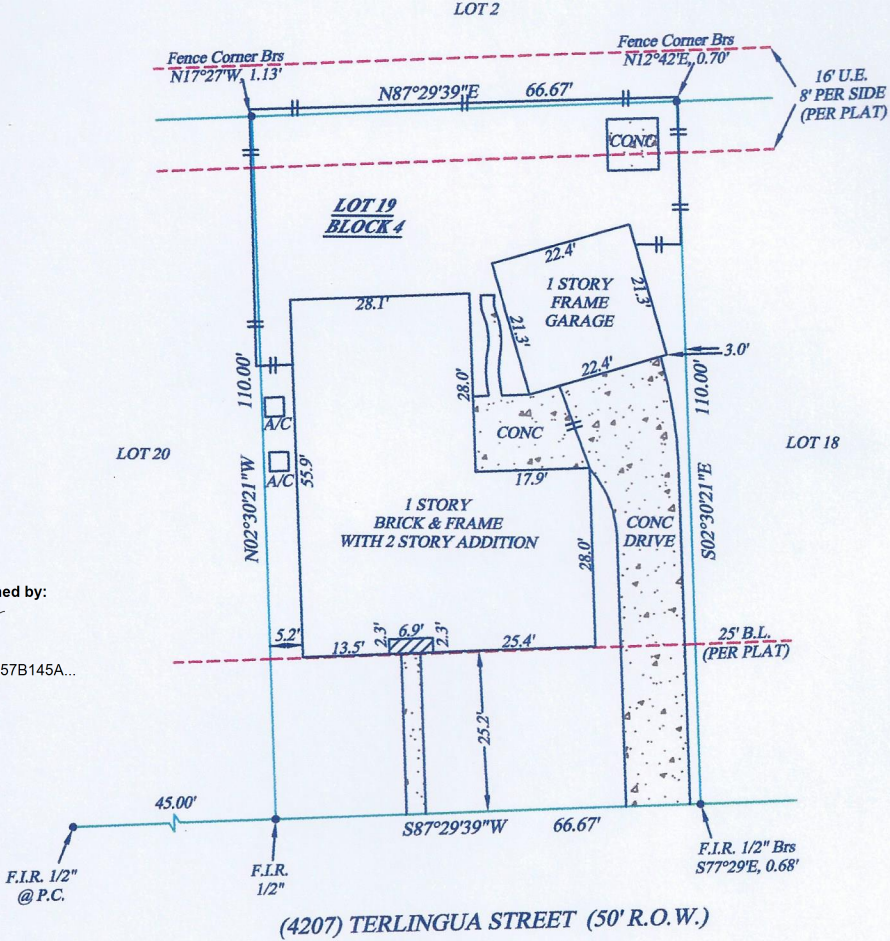 LOT 2
Fence Corner Brs
N17°27'W, 1.13'
Fence Corner Brs
N12°42'E, 0.70'
16' U.E.
8' PER SIDE
(PER PLAT)
N87°29'39"E 66.67'
CONC
LOT 19
BLOCK 4
22.4'
1 STORY
FRAME
GARAGE
21.3'
21.3'
22.4'
28.1'
3.0'
28.0'
110.00'
110.00'
A/C
A/C
CONC
LOT 20
LOT 18
55.9'
17.9'
N02°30'21"W
S02°30'21"E
1 STORY
BRICK & FRAME
WITH 2 STORY ADDITION
CONC
DRIVE
28.0'
ned by:
5.2'
13.5'
2.3'
6.9'
2.3'
25.4'
25' B.L.
(PER PLAT)
57B145A...
25.2'
45.00'
S87°29'39"W 66.67'
F.I.R. 1/2"
@ P.C.
F.I.R.
1/2"
F.I.R. 1/2" Brs
S77°29'E, 0.68'
(4207) TERLINGUA STREET (50' R.O.W.)